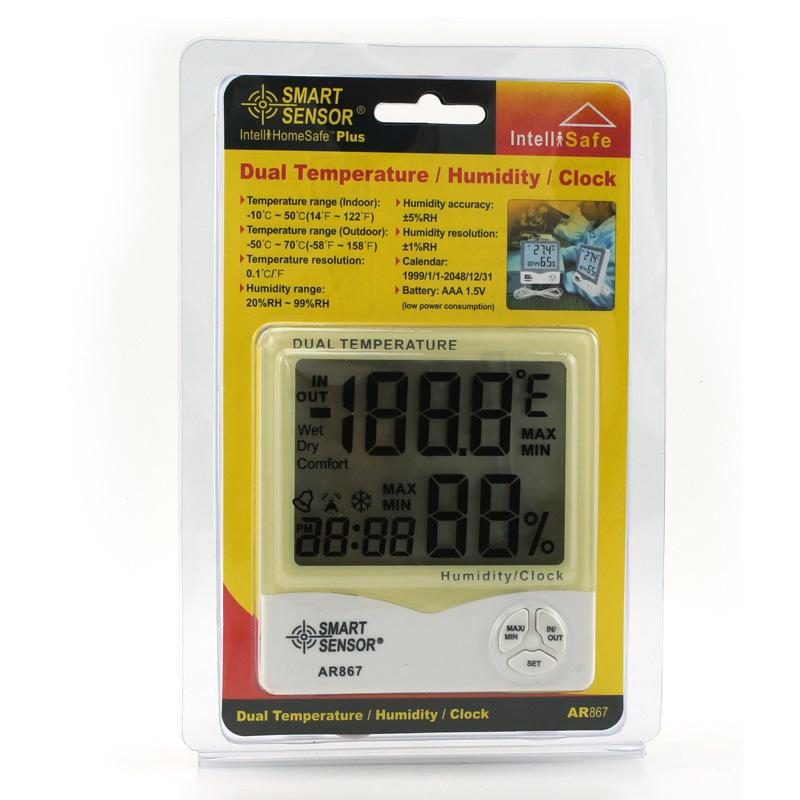 SMART
SENSOR®
IntelliHomeSafe™ Plus
IntelliSafe
Dual Temperature / Humidity / Clock
Temperature range (Indoor):
-10°C ~ 50°C(14°F ~ 122°F)
Temperature range (Outdoor):
-50°C ~ 70°C(-58°F ~ 158°F)
Temperature resolution:
0.1°C/°F
Humidity range:
20%RH ~ 99%RH
Humidity accuracy:
±5%RH
Humidity resolution:
±1%RH
Calendar:
1999/1/1-2048/12/31
Battery: AAA 1.5V
(low power consumption)
DUAL TEMPERATURE
IN
OUT
-188.8°E
Wet
Dry
Comfort
MAX
MIN
MAX
MIN
PM 28:88
88%
Humidity/Clock
SMART
SENSOR®
AR867
MAX/
MIN
IN/
OUT
SET
Dual Temperature / Humidity / Clock
AR867